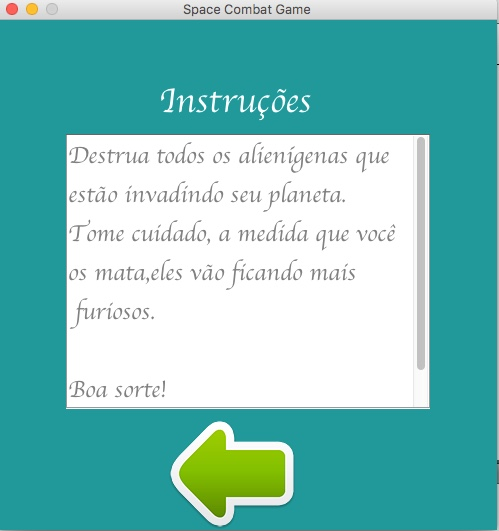 Space Combat Game
Instruções
Destrua todos os alienígenas que
estão invadindo seu planeta.
Tome cuidado, a medida que você
os mata,eles vão ficando mais
furiosos.
Boa sorte!